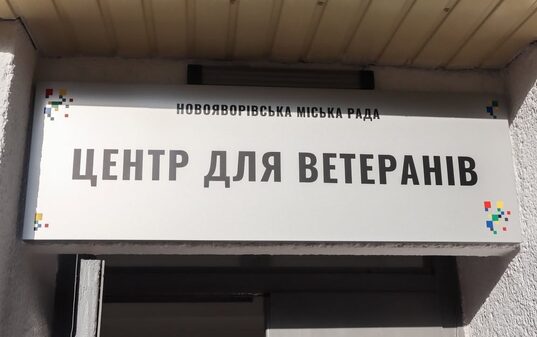 НОВОЯВОРІВСЬКА МІСЬКА РАДА
ЦЕНТР ДЛЯ ВЕТЕРАНІВ